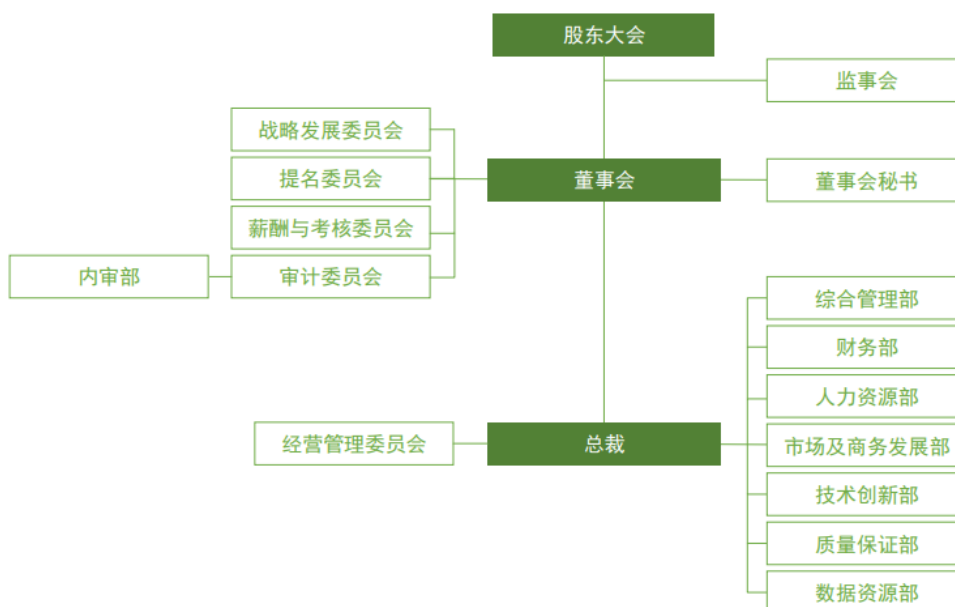 股东大会
监事会
战略发展委员会
提名委员会
董事会
董事会秘书
薪酬与考核委员会
内审部
审计委员会
综合管理部
财务部
人力资源部
经营管理委员会
总裁
市场及商务发展部
技术创新部
质量保证部
数据资源部